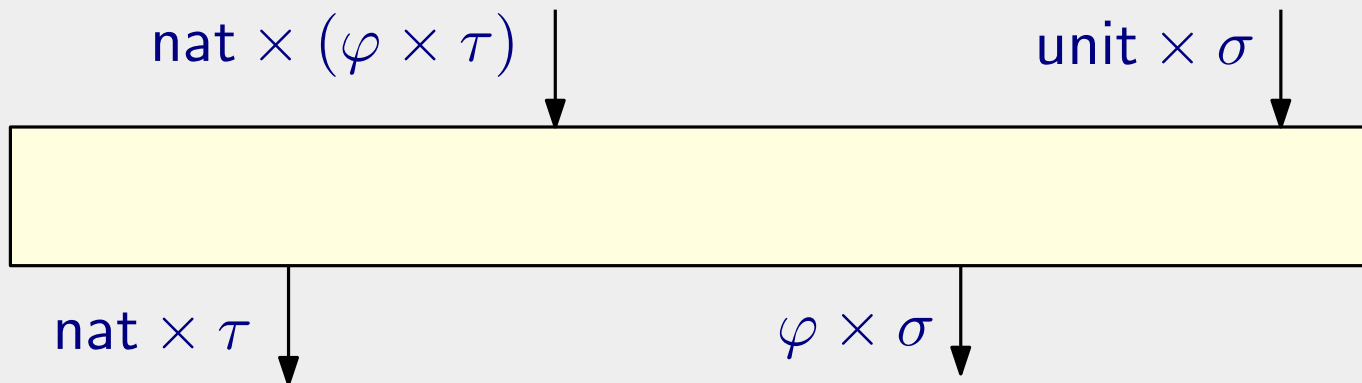 nat × (φ × τ)
unit × σ
nat × τ
φ × σ